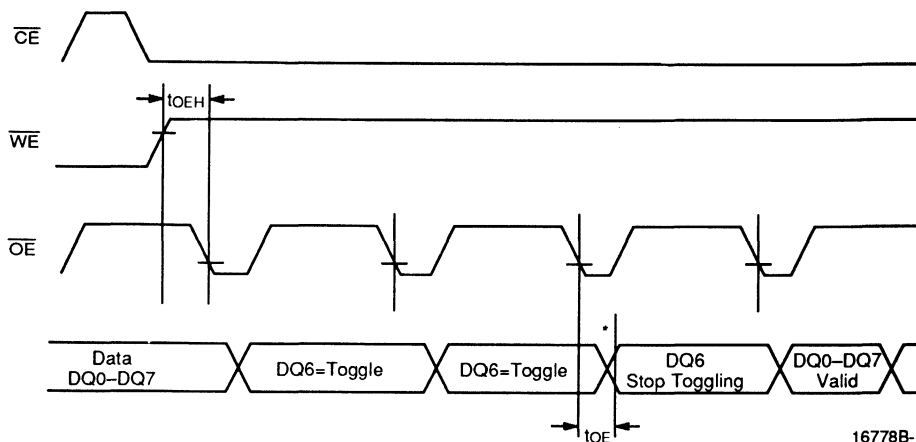 CE
tOEH
WE
OE
*
Data
DQ0–DQ7
DQ6=Toggle
DQ6=Toggle
DQ6
Stop Toggling
DQ0–DQ7
Valid
tOE
16778B-